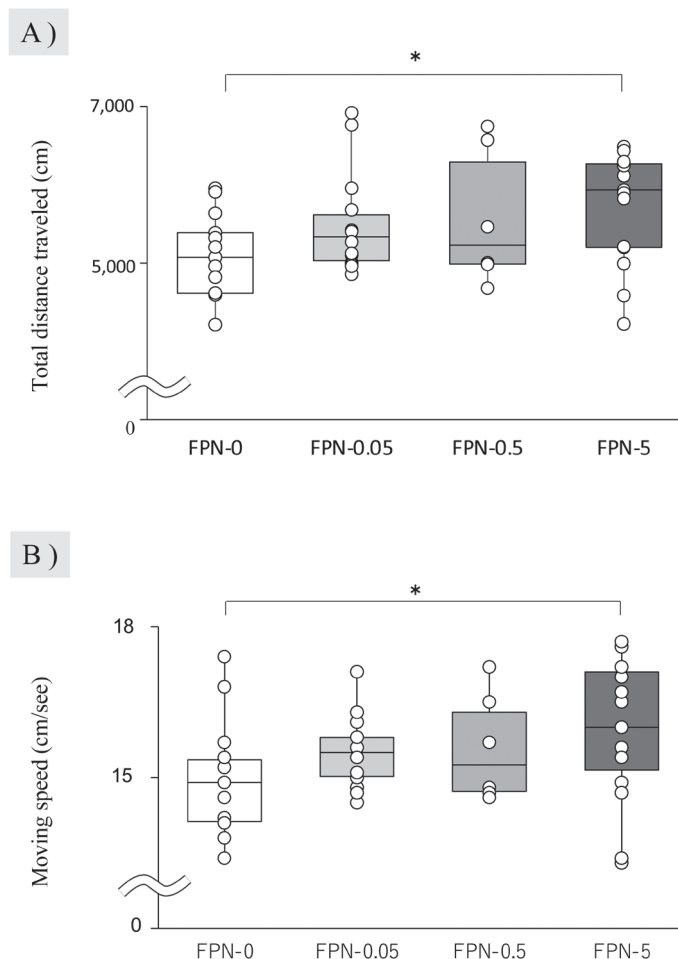 A )
*
Total distance traveled (cm)
7,000
5,000
0
FPN-0 FPN-0.05 FPN-0.5 FPN-5
B )
*
Moving speed (cm/see)
18
15
0
FPN-0 FPN-0.05 FPN-0.5 FPN-5